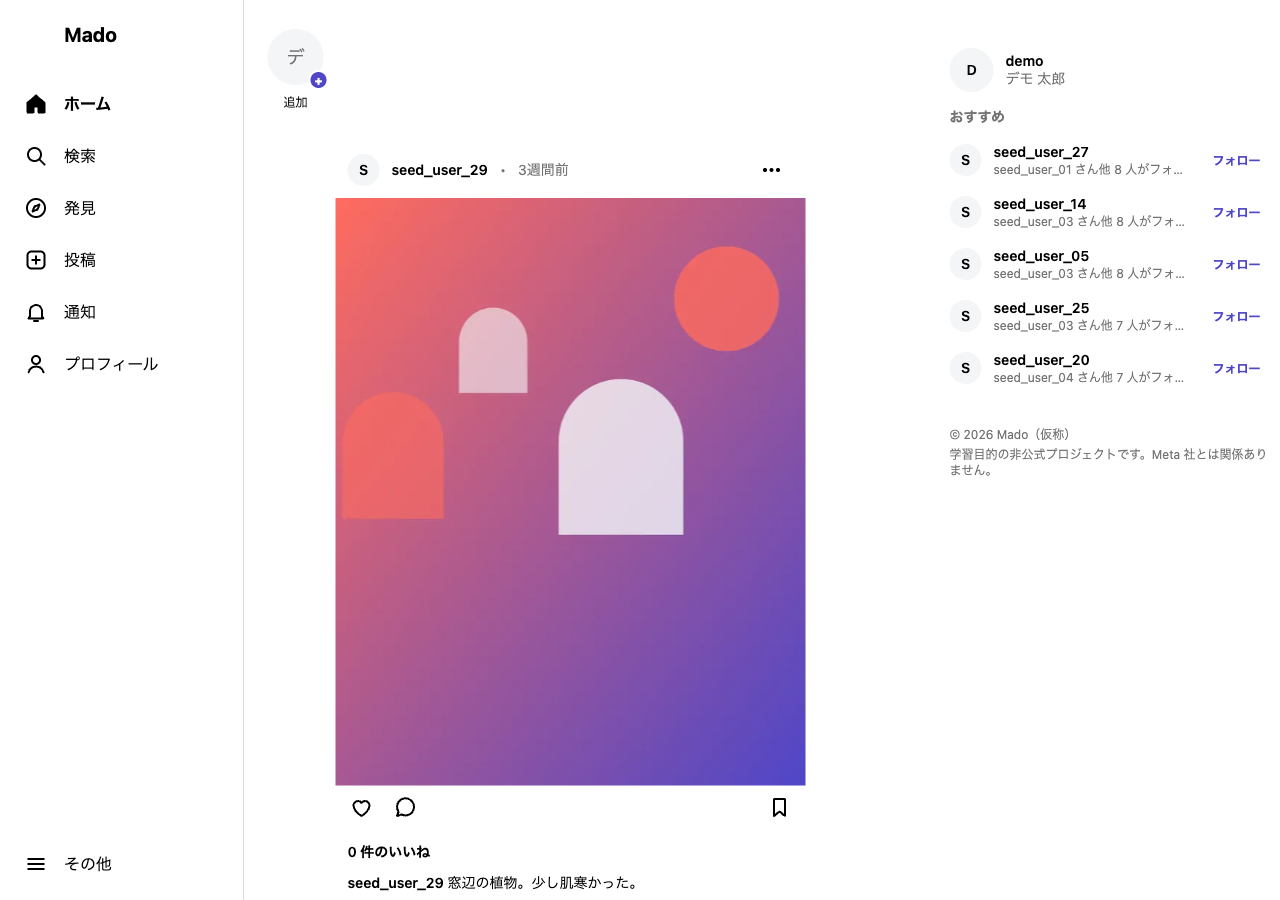 Mado
ホーム
検索
発見
投稿
通知
プロフィール
その他
デ
追加
S seed_user_29 • 3週間前
0 件のいいね
seed_user_29 窓辺の植物。少し肌寒かった。
D
demo
デモ 太郎
おすすめ
S
seed_user_27
seed_user_01 さん他 8 人がフォ...
フォロー
S
seed_user_14
seed_user_03 さん他 8 人がフォ...
フォロー
S
seed_user_05
seed_user_03 さん他 8 人がフォ...
フォロー
S
seed_user_25
seed_user_03 さん他 7 人がフォ...
フォロー
S
seed_user_20
seed_user_04 さん他 7 人がフォ...
フォロー
© 2026 Mado（仮称）
学習目的の非公式プロジェクトです。Meta 社とは関係あり
ません。